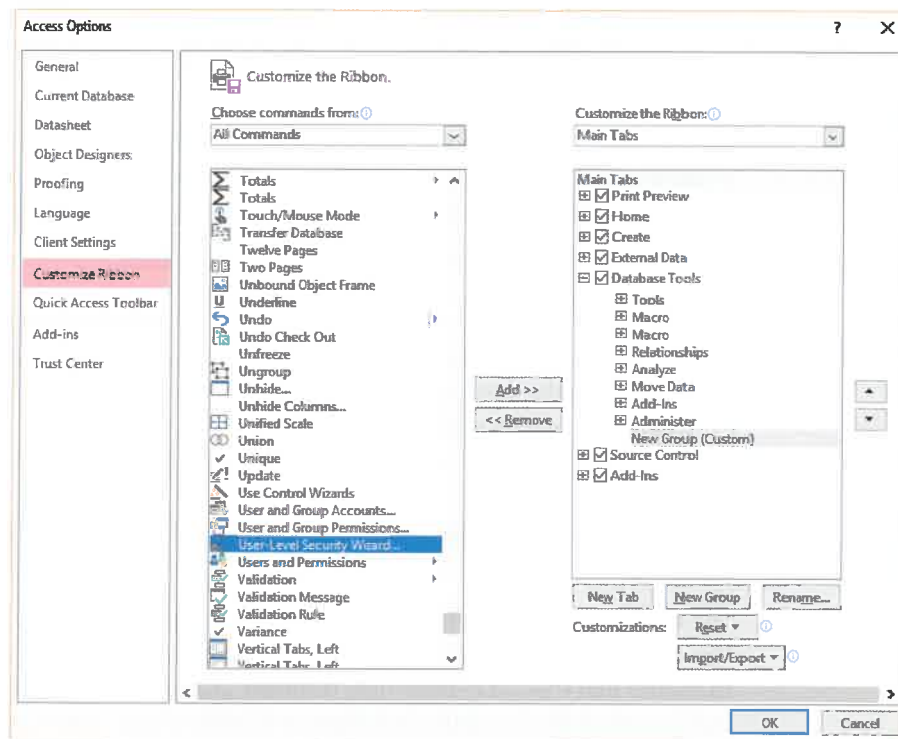 Access Options
?
General
Current Database
Datasheet
Object Designers
Proofing
Language
Client Settings
Customize Ribbon
Quick Access Toolbar
Add-ins
Trust Center
Customize the Ribbon.
Choose commands from:
All Commands
Totals
Totals
Touch/Mouse Mode
Transfer Database
Twelve Pages
Two Pages
Unbound Object Frame
Underline
Undo
Undo Check Out
Unfreeze
Ungroup
Unhide...
Unhide Columns...
Unified Scale
Union
Unique
Update
Use Control Wizards
User and Group Accounts...
User and Group Permissions...
User-Level Security Wizard...
Users and Permissions
Validation
Validation Message
Validation Rule
Variance
Vertical Tabs, Left
Vertical Tabs, Left
Add >>
<< Remove
Customize the Ribbon:
Main Tabs
Main Tabs
Print Preview
Home
Create
External Data
Database Tools
Tools
Macro
Macro
Relationships
Analyze
Move Data
Add-Ins
Administer
New Group (Custom)
Source Control
Add-Ins
New Tab New Group Rename...
Customizations: Reset
Import/Export
OK Cancel